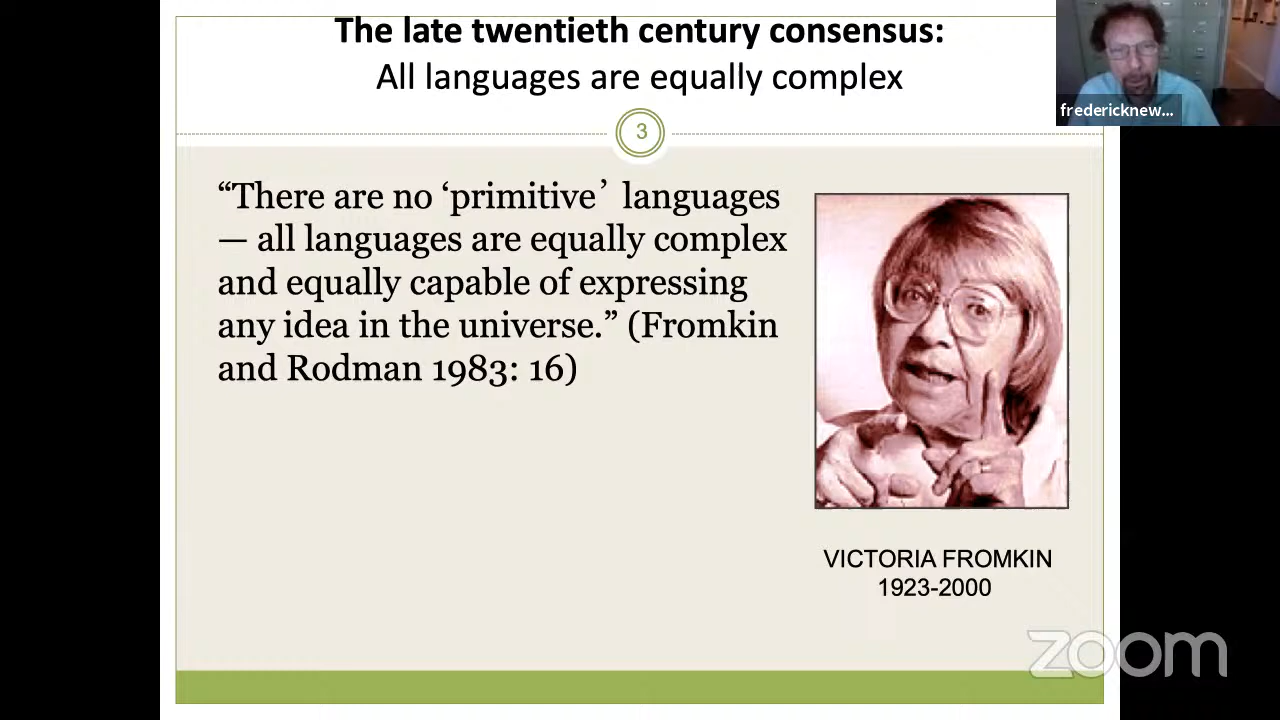 The late twentieth century consensus:
All languages are equally complex
fredericknew...
3
“There are no ‘primitive’ languages
— all languages are equally complex
and equally capable of expressing
any idea in the universe.” (Fromkin
and Rodman 1983: 16)
VICTORIA FROMKIN
1923-2000
zoom